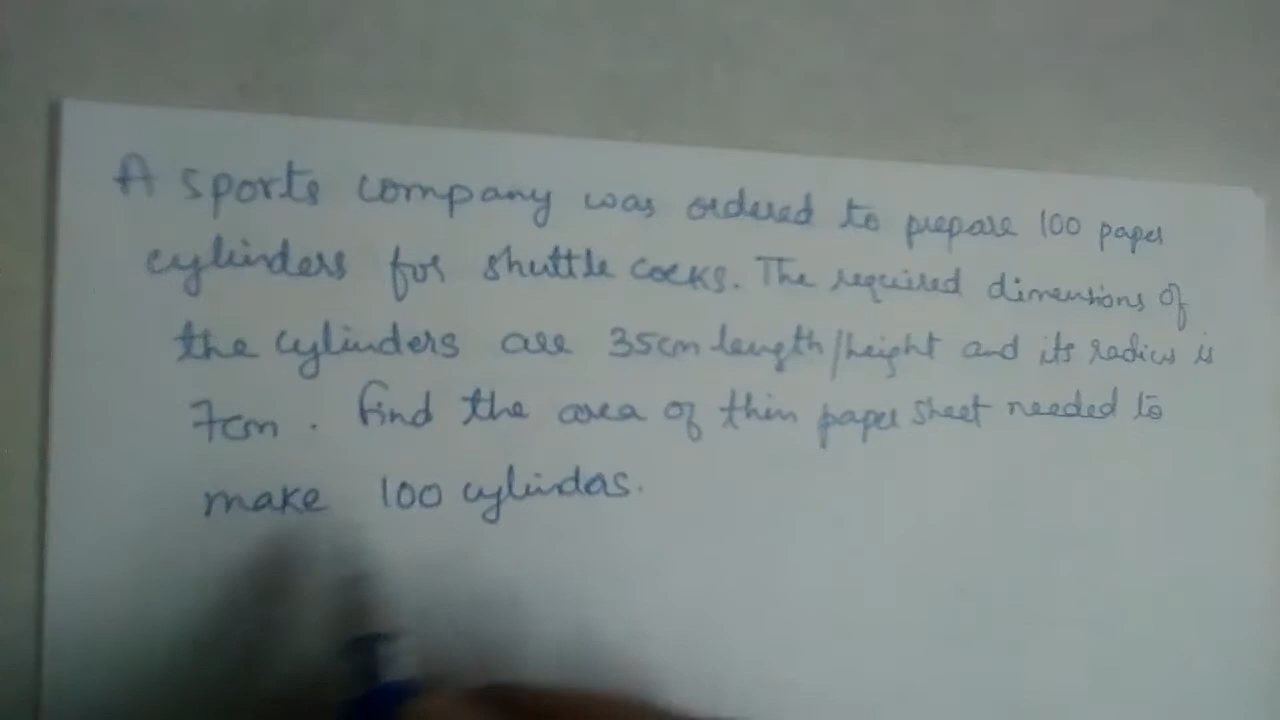 A sports company was ordered to prepare 100 paper
cylinders for shuttle cocks. The required dimensions of
the cylinders are 35cm length/height and its radius is
7cm. Find the area of thin paper sheet needed to
make 100 cylinders.